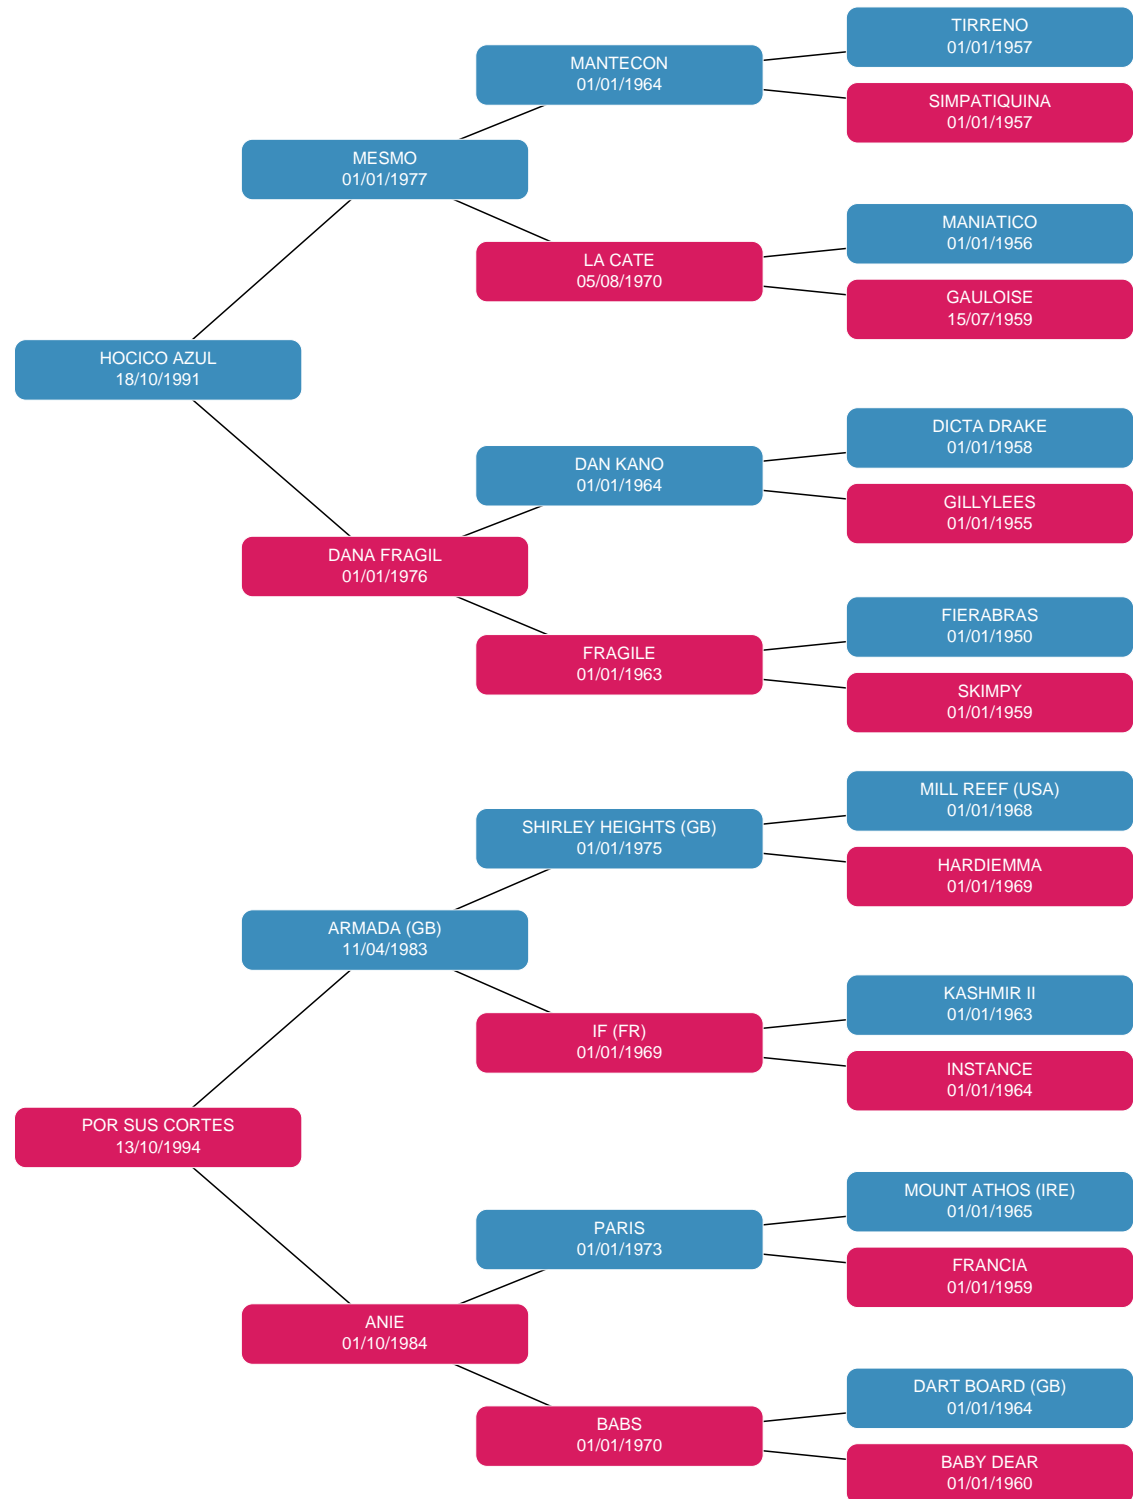 TIRRENO
01/01/1957
MANTECON
01/01/1964
SIMPATIQUINA
01/01/1957
MESMO
01/01/1977
MANIATICO
01/01/1956
LA CATE
05/08/1970
GAULOISE
15/07/1959
HOCICO AZUL
18/10/1991
DICTA DRAKE
01/01/1958
DAN KANO
01/01/1964
GILLYLEES
01/01/1955
DANA FRAGIL
01/01/1976
FIERABRAS
01/01/1950
FRAGILE
01/01/1963
SKIMPY
01/01/1959
MILL REEF (USA)
01/01/1968
SHIRLEY HEIGHTS (GB)
01/01/1975
HARDIEMMA
01/01/1969
ARMADA (GB)
11/04/1983
KASHMIR II
01/01/1963
IF (FR)
01/01/1969
INSTANCE
01/01/1964
POR SUS CORTES
13/10/1994
MOUNT ATHOS (IRE)
01/01/1965
PARIS
01/01/1973
FRANCIA
01/01/1959
ANIE
01/10/1984
DART BOARD (GB)
01/01/1964
BABS
01/01/1970
BABY DEAR
01/01/1960